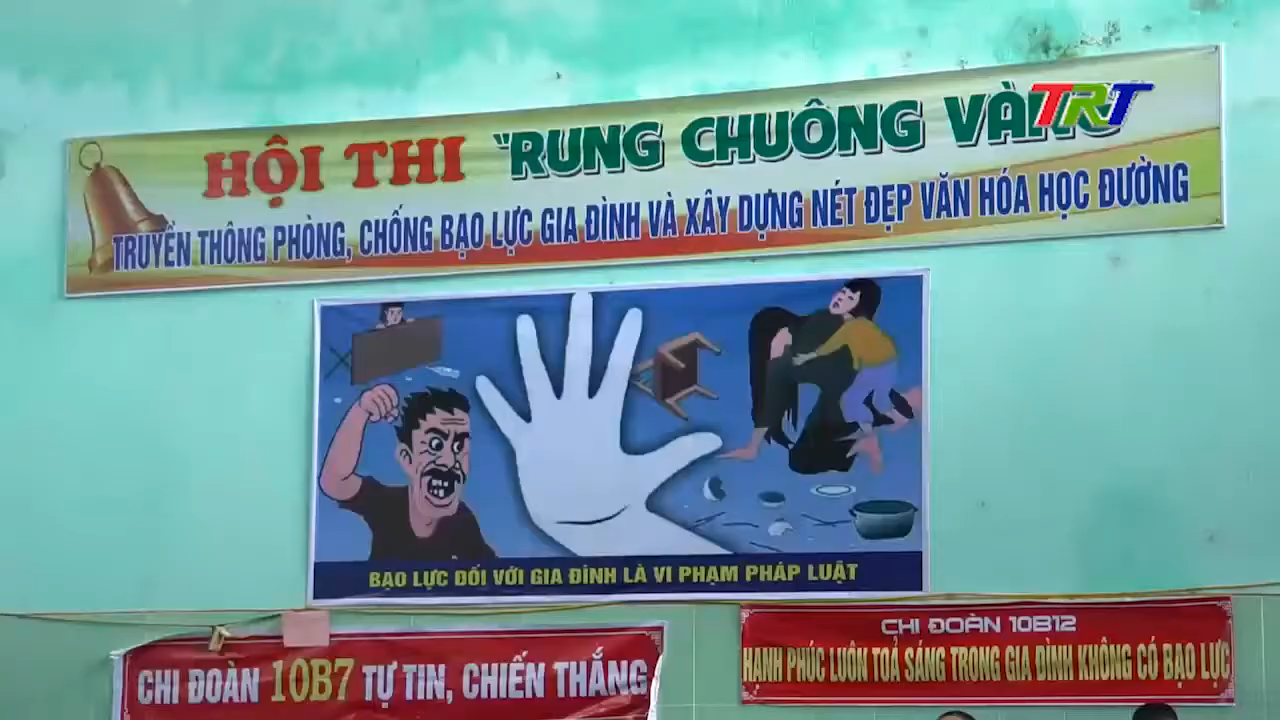 HỘI THI "RUNG CHUÔNG VÀNG
TRT
TRUYỀN THÔNG PHÒNG, CHỐNG BẠO LỰC GIA ĐÌNH VÀ XÂY DỰNG NÉT ĐẸP VĂN HÓA HỌC ĐƯỜNG
BẠO LỰC ĐỐI VỚI GIA ĐÌNH LÀ VI PHẠM PHÁP LUẬT
CHI ĐOÀN 10B7 TỰ TIN, CHIẾN THẮNG
CHI ĐOÀN 10B12
HẠNH PHÚC LUÔN TOẢ SÁNG TRONG GIA ĐÌNH KHÔNG CÓ BẠO LỰC